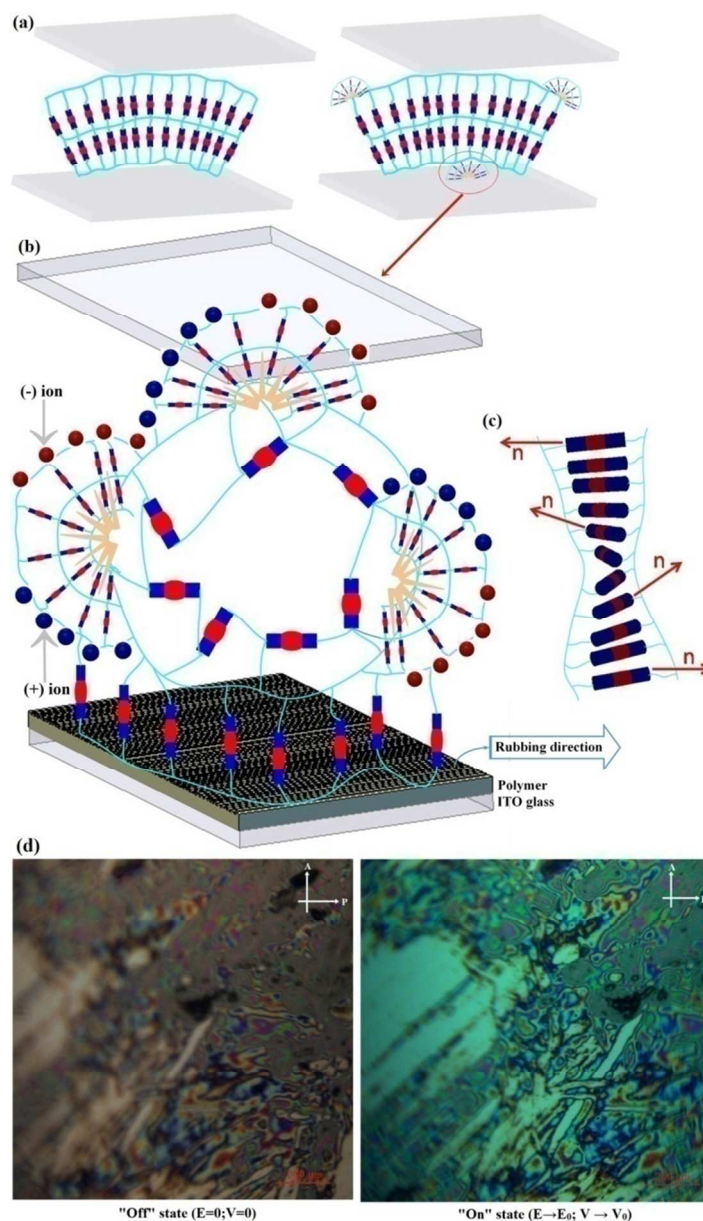 (a)
(b)
(-) ion
(c)
n
n
n
n
(+) ion
Rubbing direction
Polymer
ITO glass
(d)
A
P
A
"Off" state (E=0;V=0)
"On" state (E→E₀; V → V₀)